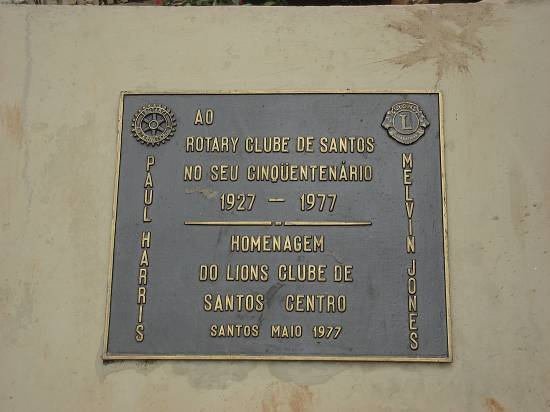 AO
ROTARY CLUBE DE SANTOS
NO SEU CINQÜENTENÁRIO
1927 — 1977
HOMENAGEM
DO LIONS CLUBE DE
SANTOS CENTRO
SANTOS MAIO 1977
PAUL HARRIS
MELVIN JONES
L